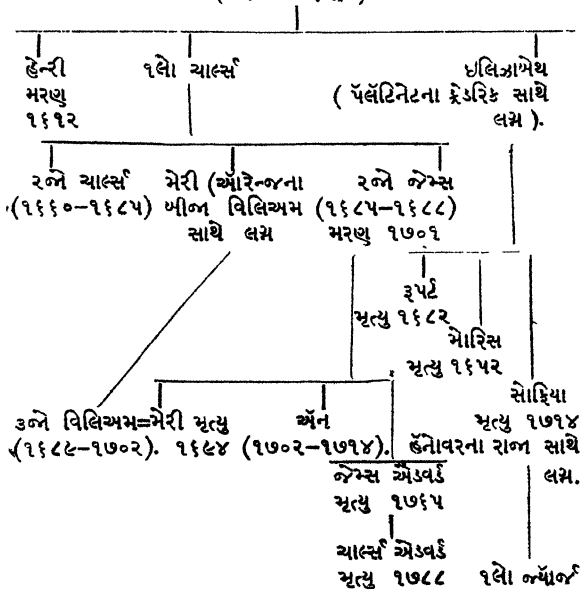 હેન્રી
મરણ
૧૬૧૨
૧લો ચાર્લ્સ
ઇલિઝાબેથ
( પૅલૅટિનેટના ફ્રેડરિક સાથે
લગ્ન ).
૨જો ચાર્લ્સ
(૧૬૬૦–૧૬૮૫)
મેરી (ઑરેન્જના
બીજા વિલિઅમ
સાથે લગ્ન
૨જો જેમ્સ
(૧૬૮૫–૧૬૮૮)
મરણ ૧૭૦૧
રૂપર્ટ
મૃત્યુ ૧૬૮૨
મોરિસ
મૃત્યુ ૧૬૫૨
૩જો વિલિઅમ=મેરી મૃત્યુ
(૧૬૮૯–૧૭૦૨). ૧૬૯૪
ઍન
(૧૭૦૨–૧૭૧૪).
સોફિયા
મૃત્યુ ૧૭૧૪
હૅનોવરના રાજા સાથે
લગ્ન.
જેમ્સ ઍડવર્ડ
મૃત્યુ ૧૭૬૫
ચાર્લ્સ ઍડવર્ડ
મૃત્યુ ૧૭૮૮
૧લો જ્યૉર્જ